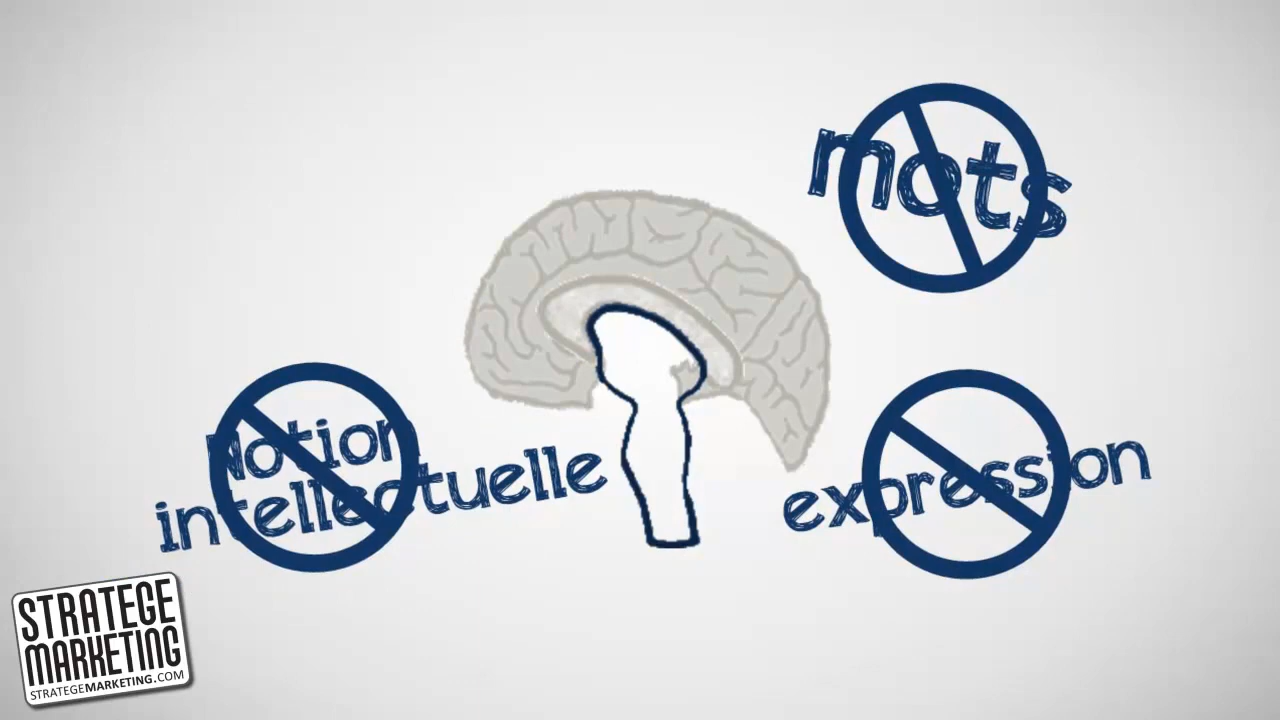 mots
Notion
intellectuelle
expression
STRATEGE
MARKETING
STRATEGEMARKETING.COM